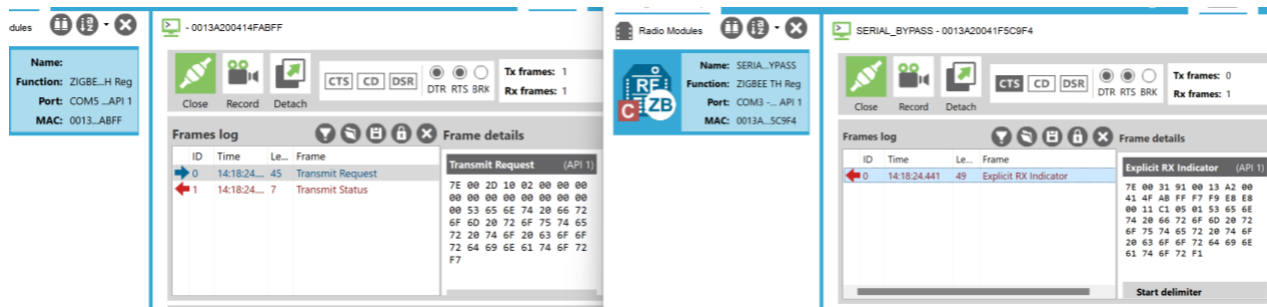 dules
Name:
Function: ZIGBE...H Reg
Port: COM5 ...API 1
MAC: 0013...ABFF
- 0013A200414FABFF
Close Record Detach
CTS CD DSR
DTR RTS BRK
Tx frames: 1
Rx frames: 1
Frames log
ID Time Le... Frame
0 14:18:24.... 45 Transmit Request
1 14:18:24.... 7 Transmit Status
Frame details
Transmit Request (API 1)
7E 00 2D 10 02 00 00 00
00 00 00 00 00 00 00 00
00 53 65 6E 74 20 66 72
6F 6D 20 72 6F 75 74 65
72 20 74 6F 20 63 6F 6F
72 64 69 6E 61 74 6F 72
F7
Radio Modules
RF
C ZB
Name: SERIA...YPASS
Function: ZIGBEE TH Reg
Port: COM3 -... API 1
MAC: 0013A...5C9F4
SERIAL_BYPASS - 0013A20041F5C9F4
Close Record Detach
CTS CD DSR
DTR RTS BRK
Tx frames: 0
Rx frames: 1
Frames log
ID Time Le... Frame
0 14:18:24.441 49 Explicit RX Indicator
Frame details
Explicit RX Indicator (API 1)
7E 00 31 91 00 13 A2 00
41 4F AB FF F7 F9 E8 E8
00 11 C1 05 01 53 65 6E
74 20 66 72 6F 6D 20 72
6F 75 74 65 72 20 74 6F
20 63 6F 6F 72 64 69 6E
61 74 6F 72 F1
Start delimiter